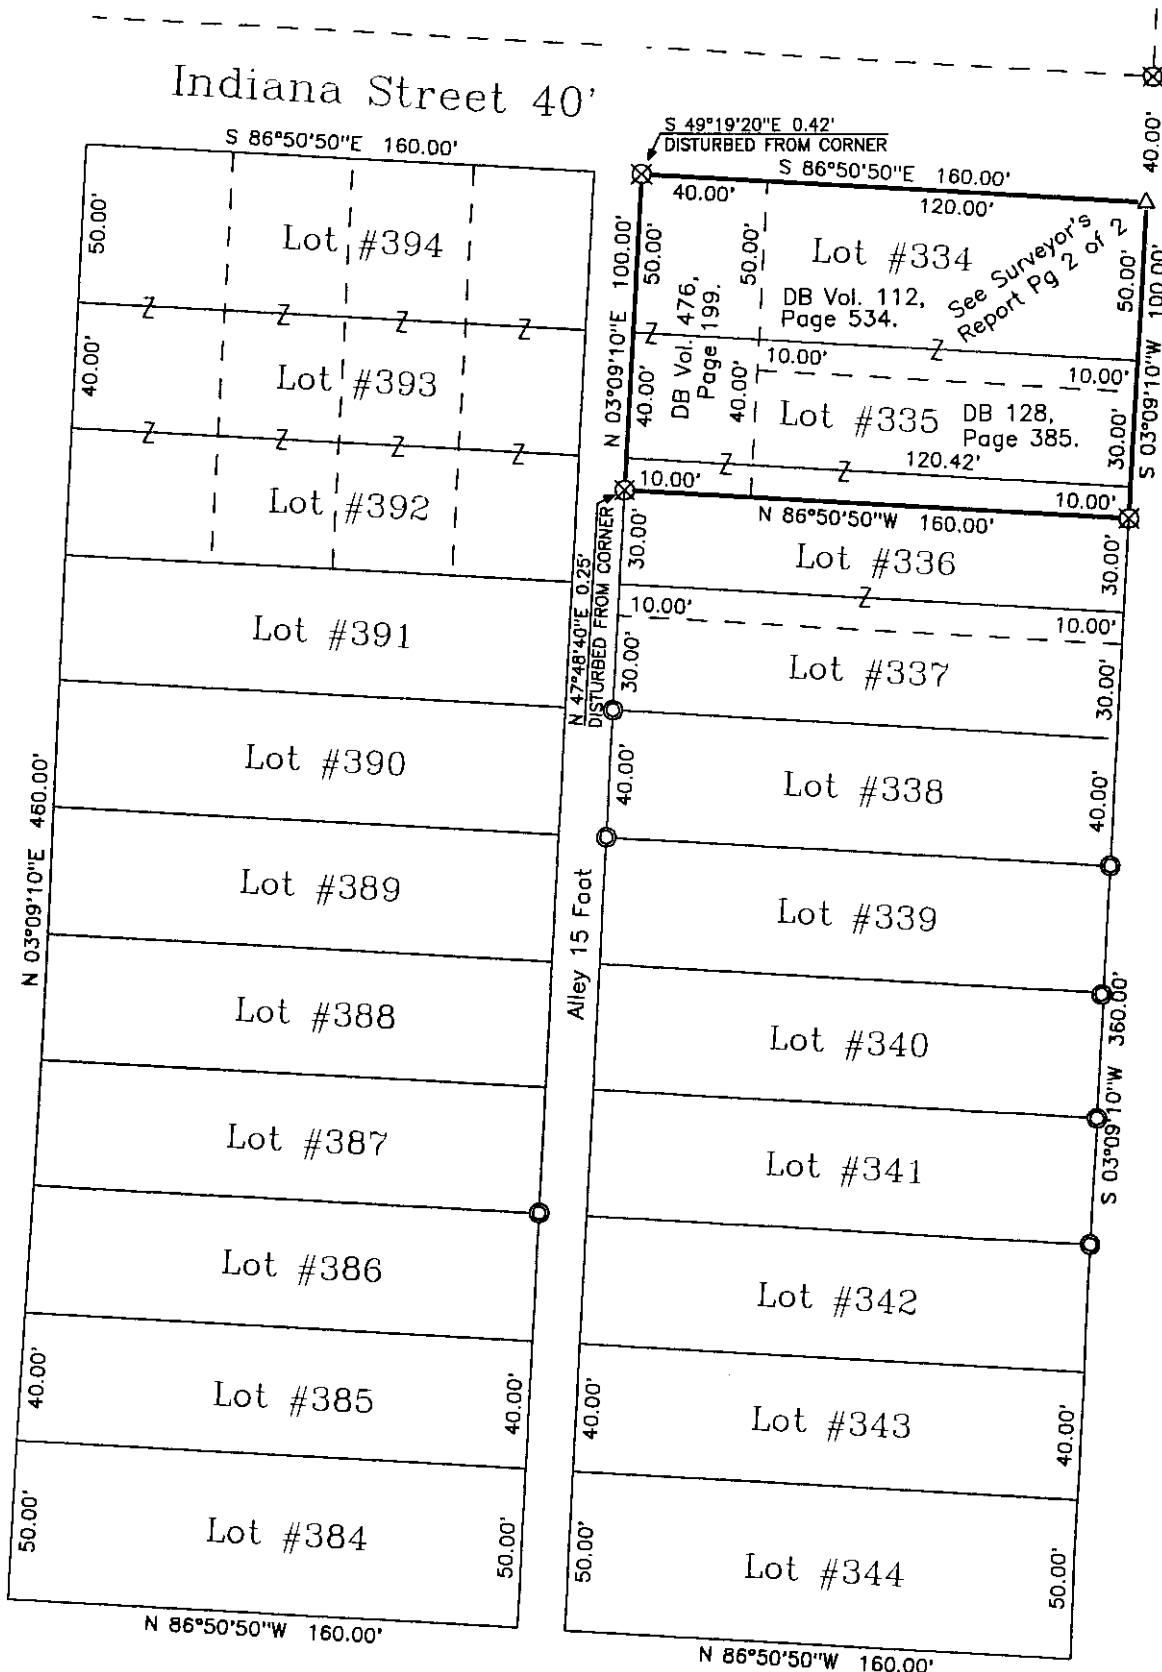 Indiana Street 40'
S 86°50'50"E 160.00'
50.00'
Lot #394
Z Z Z Z
40.00'
Lot #393
Z Z Z Z
Lot #392
Lot #391
Lot #390
N 03°09'10"E 460.00'
Lot #389
Lot #388
Lot #387
Lot #386
40.00'
Lot #385
40.00'
50.00'
Lot #384
50.00'
N 86°50'50"W 160.00'
Alley 15 Foot
40.00'
S 49°19'20"E 0.42'
DISTURBED FROM CORNER
S 86°50'50"E 160.00'
40.00'
120.00'
N 03°09'10"E 100.00'
50.00'
50.00'
Lot #334
DB Vol. 112,
Page 534.
See Surveyor's
Report Pg 2 of 2
50.00'
S 03°09'10"W 100.00'
DB Vol. 476,
Page 199.
Z Z
10.00'
10.00'
40.00'
40.00'
Lot #335
DB 128,
Page 385.
30.00'
Z Z
120.42'
10.00'
10.00'
N 86°50'50"W 160.00'
N 47°48'40"E 0.25'
DISTURBED FROM CORNER
30.00'
Lot #336
30.00'
Z
10.00'
10.00'
30.00'
Lot #337
30.00'
40.00'
Lot #338
40.00'
Lot #339
Lot #340
S 03°09'10"W 360.00'
Lot #341
Lot #342
40.00'
Lot #343
40.00'
50.00'
Lot #344
50.00'
N 86°50'50"W 160.00'